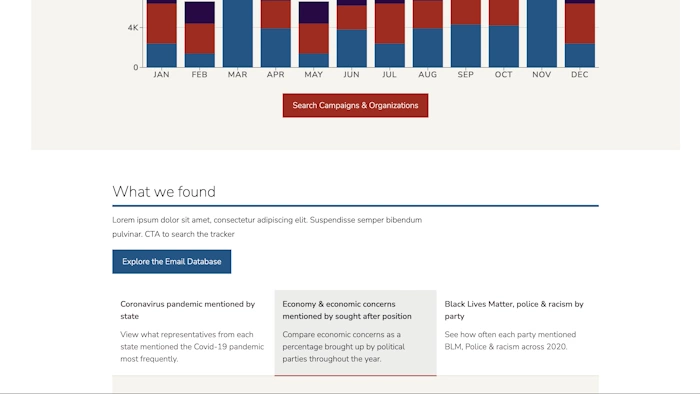 4K
0
JAN FEB MAR APR MAY JUN JUL AUG SEP OCT NOV DEC
Search Campaigns & Organizations
What we found
Lorem ipsum dolor sit amet, consectetur adipiscing elit. Suspendisse semper bibendum
pulvinar. CTA to search the tracker
Explore the Email Database
Coronavirus pandemic mentioned by
state
View what representatives from each
state mentioned the Covid-19 pandemic
most frequently.
Economy & economic concerns
mentioned by sought after position
Compare economic concerns as a
percentage brought up by political
parties throughout the year.
Black Lives Matter, police & racism by
party
See how often each party mentioned
BLM, Police & racism across 2020.